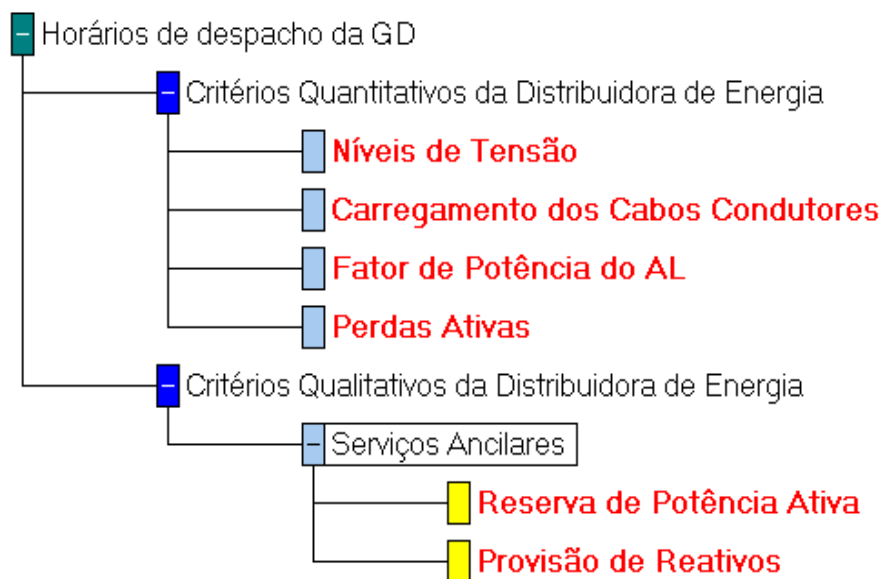 Horários de despacho da GD
Critérios Quantitativos da Distribuidora de Energia
Níveis de Tensão
Carregamento dos Cabos Condutores
Fator de Potência do AL
Perdas Ativas
Critérios Qualitativos da Distribuidora de Energia
Serviços Ancilares
Reserva de Potência Ativa
Provisão de Reativos